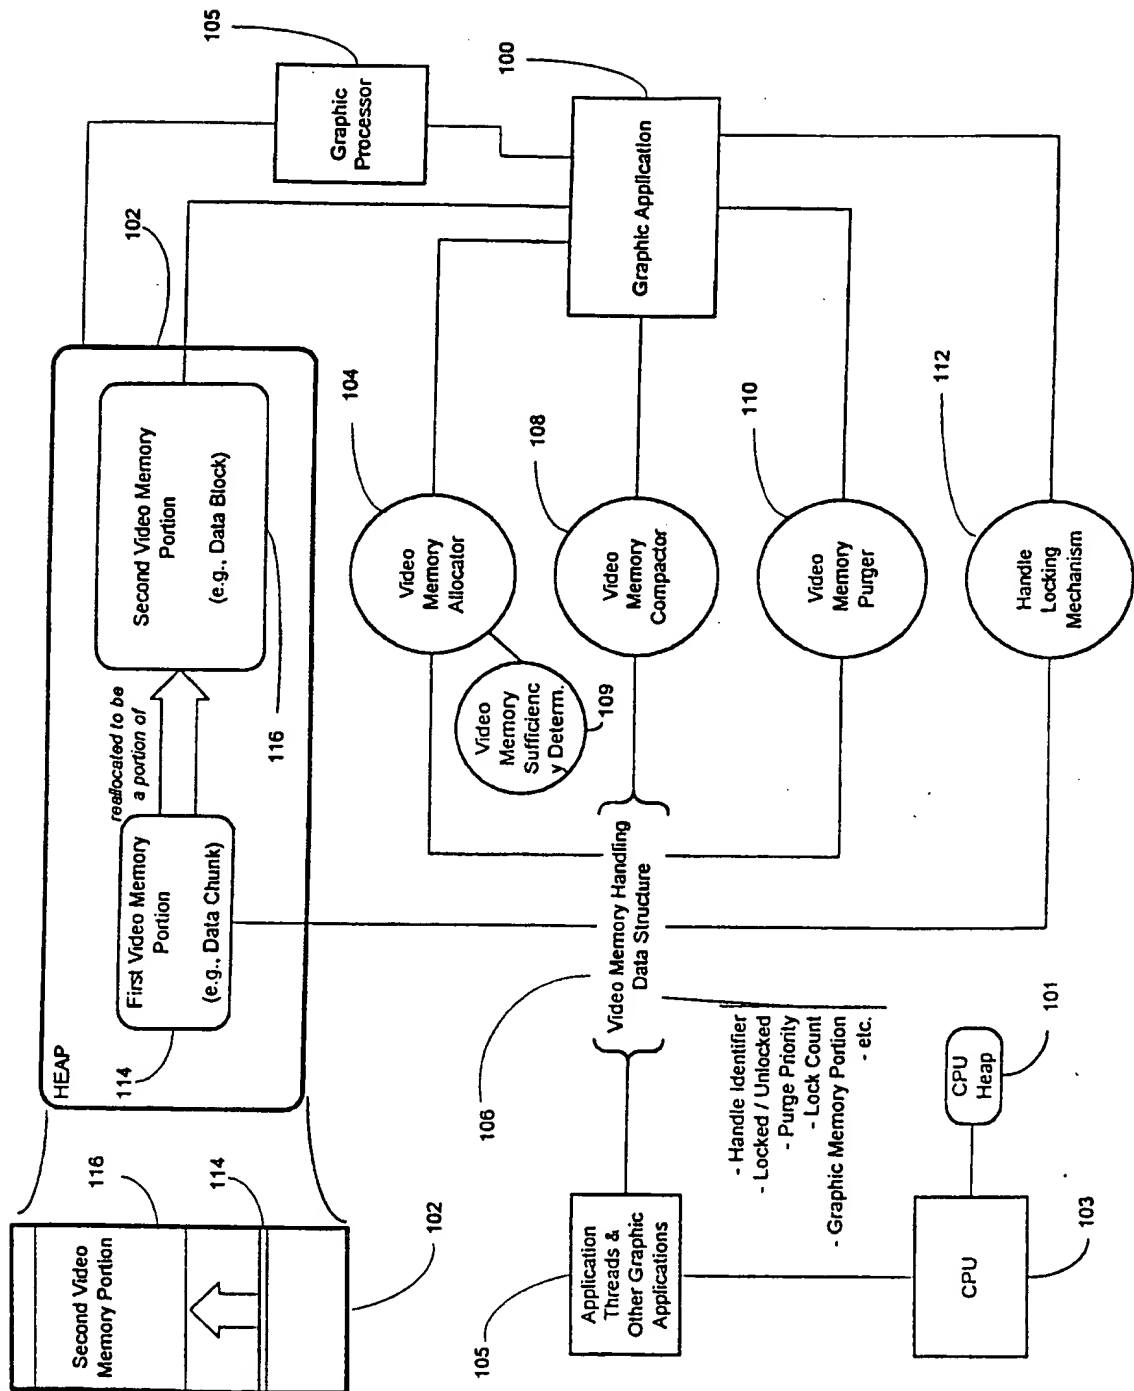 105
Graphic
Processor
100
Graphic Application
102
HEAP
114
First Video Memory
Portion
(e.g., Data Chunk)
reallocated to be
a portion of
Second Video Memory
Portion
(e.g., Data Block)
116
104
Video
Memory
Allocator
108
Video
Memory
Compactor
110
Video
Memory
Purger
112
Handle
Locking
Mechanism
Video
Memory
Sufficienc
y Determ.
109
Video Memory Handling
Data Structure
106
- Handle Identifier
- Locked / Unlocked
- Purge Priority
- Lock Count
- Graphic Memory Portion
- etc.
116
114
Second Video
Memory Portion
102
Application
Threads &
Other Graphic
Applications
105
CPU
103
CPU
Heap
101